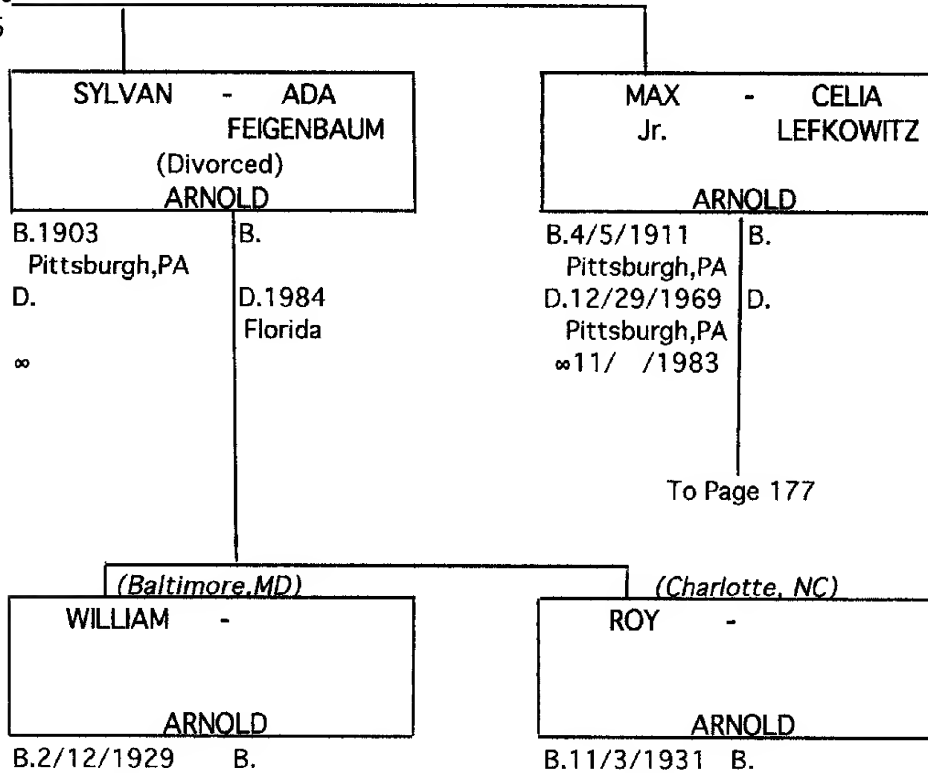 5
SYLVAN - ADA
FEIGENBAUM
(Divorced)
ARNOLD
B.1903 B.
Pittsburgh,PA
D. D.1984
Florida
∞
MAX - CELIA
Jr. LEFKOWITZ
ARNOLD
B.4/5/1911 B.
Pittsburgh,PA
D.12/29/1969 D.
Pittsburgh,PA
∞11/ /1983
To Page 177
(Baltimore,MD)
WILLIAM -
ARNOLD
B.2/12/1929 B.
(Charlotte, NC)
ROY -
ARNOLD
B.11/3/1931 B.